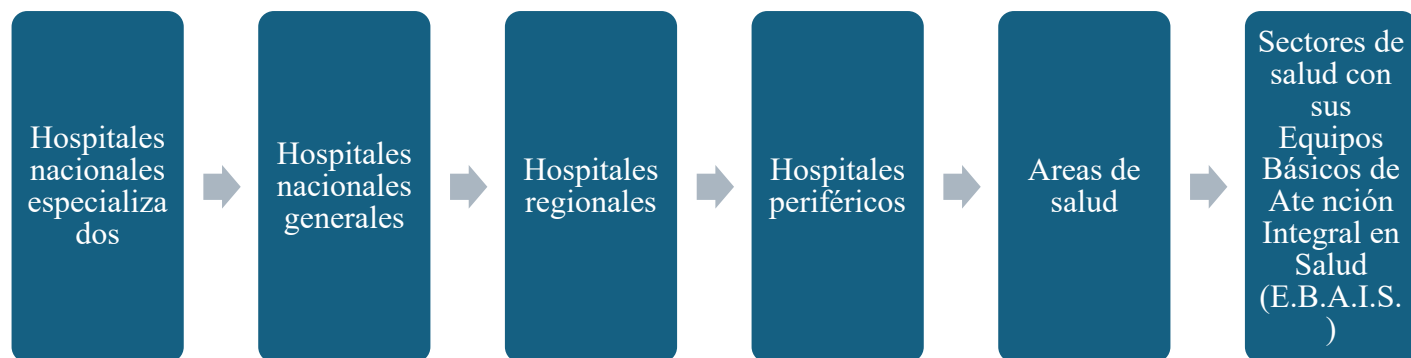 Hospitales
nacionales
especializa
dos
Hospitales
nacionales
generales
Hospitales
regionales
Hospitales
periféricos
Areas de
salud
Sectores de
salud con
sus
Equipos
Básicos de
Ate nción
Integral en
Salud
(E.B.A.I.S.
)